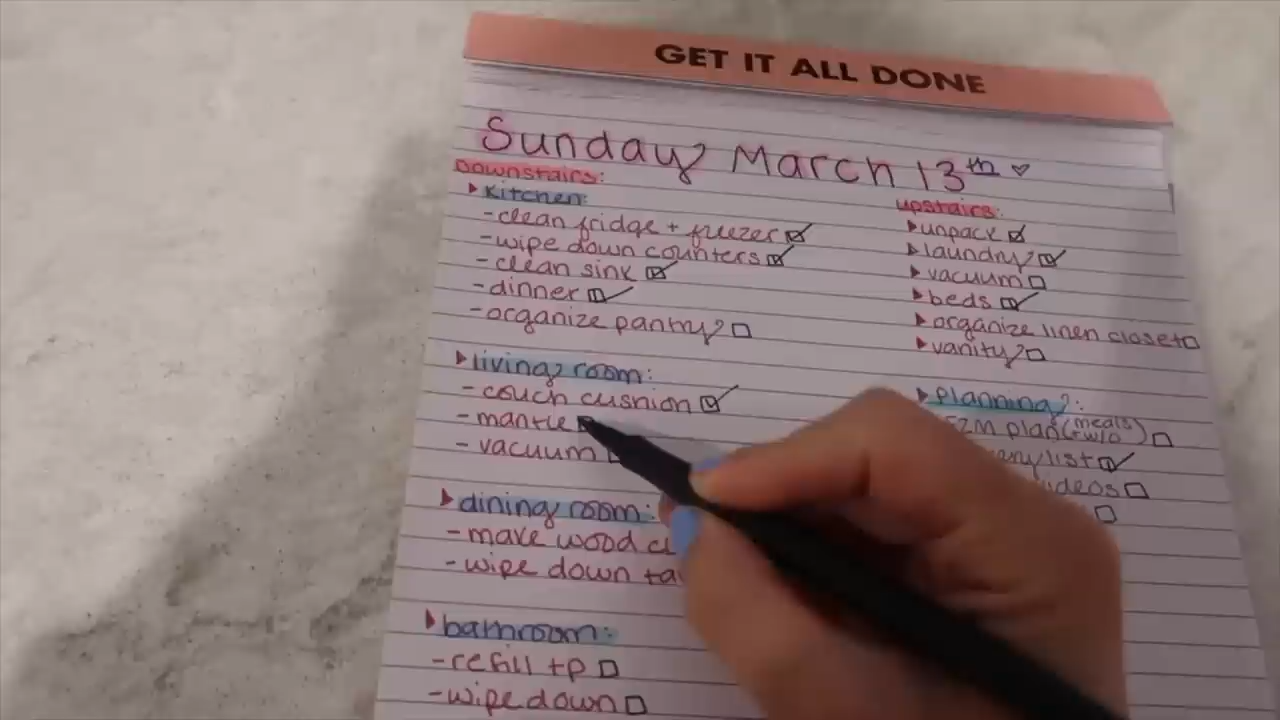 GET IT ALL DONE
Sunday March 13th ♡
Downstairs:
Kitchen:
-clean fridge + freezer ☑
-wipe down counters ☑
-clean sink ☑
-dinner ☑
-organize pantry ☐
living room:
-couch cushion ☑
-mantle
-vacuum
dining room:
-make wood
-wipe down
bathroom:
-refill tp ☐
-wipe down ☐
upstairs:
unpack ☑
laundry ☑
vacuum ☐
beds ☑
organize linen closet ☐
vanity ☐
Planning:
plan (meals ☐
list ☑
videos ☐